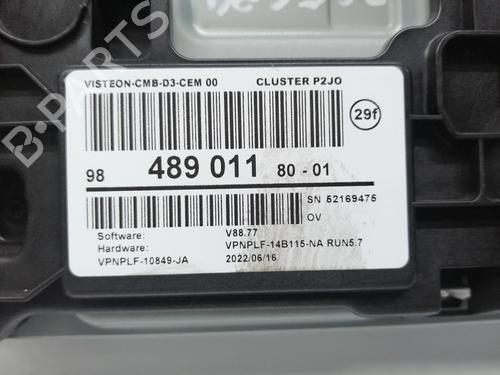 VISTEON-CMB-D3-CEM 00 CLUSTER P2JO
29f
98 489 011 80 - 01
SN 52169475
OV
Software: V88.77
Hardware: VPNPLF-14B115-NA RUN5.7
VPNPLF-10849-JA 2022/06/16
B-PARTS